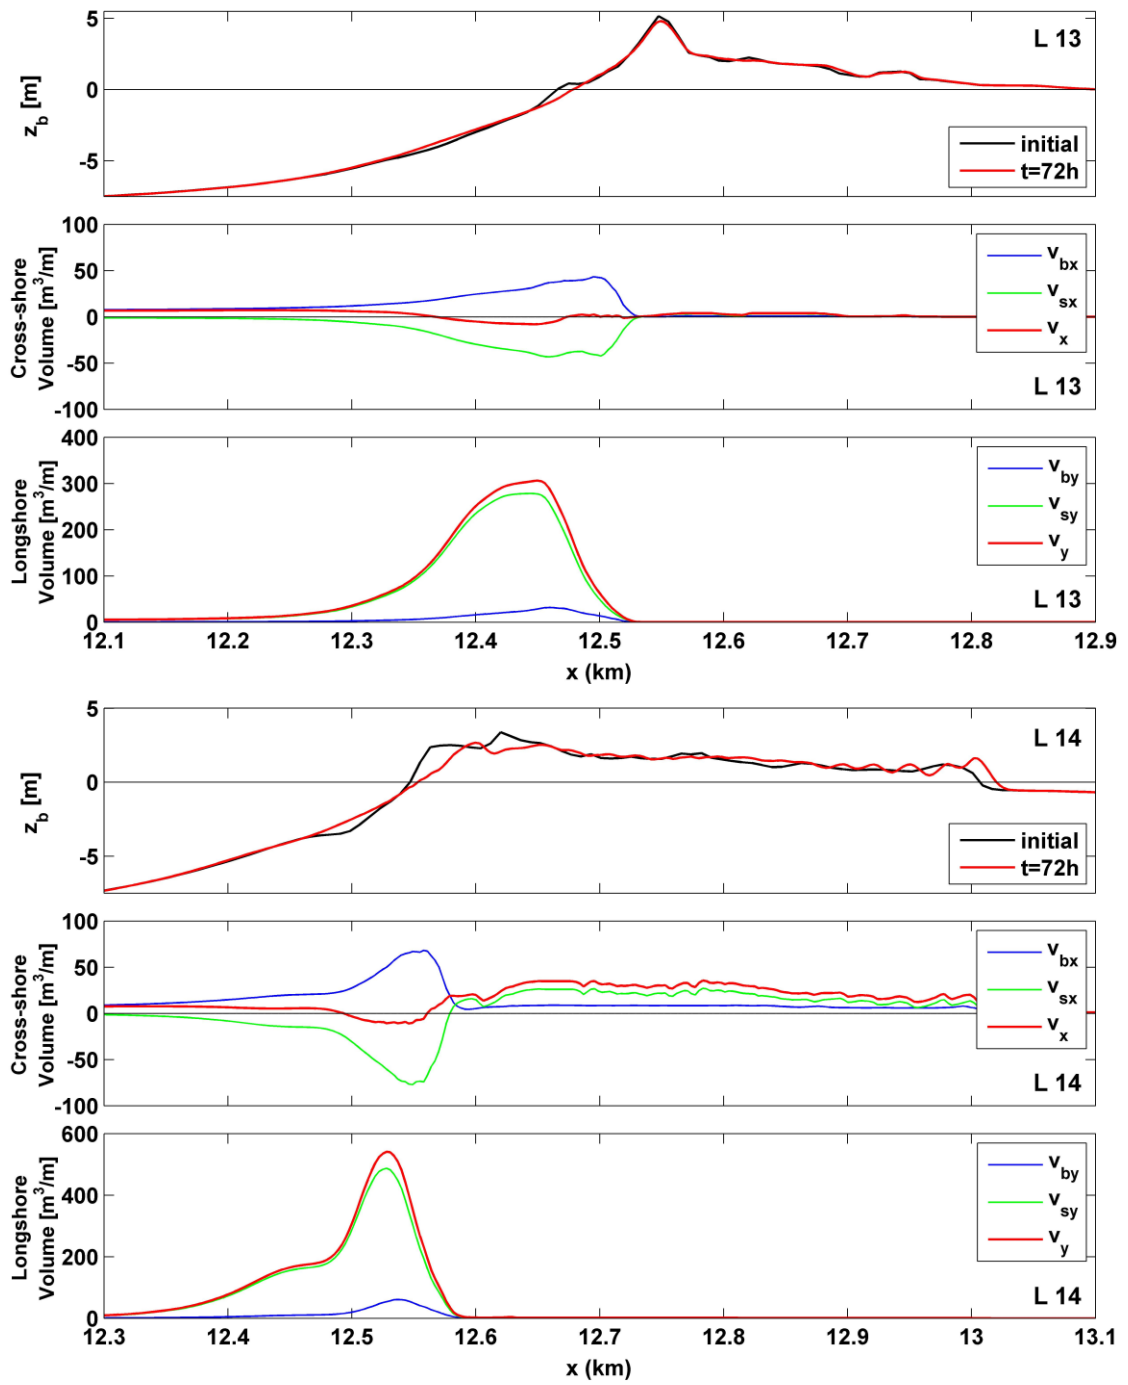 5
0
-5
z_b [m]
L 13
initial
t=72h
100
50
0
-50
-100
Cross-shore
Volume [m³/m]
v_bx
v_sx
v_x
L 13
400
300
200
100
0
Longshore
Volume [m³/m]
v_by
v_sy
v_y
L 13
12.1 12.2 12.3 12.4 12.5 12.6 12.7 12.8 12.9
x (km)
5
0
-5
z_b [m]
L 14
initial
t=72h
100
50
0
-50
-100
Cross-shore
Volume [m³/m]
v_bx
v_sx
v_x
L 14
600
400
200
0
Longshore
Volume [m³/m]
v_by
v_sy
v_y
L 14
12.3 12.4 12.5 12.6 12.7 12.8 12.9 13 13.1
x (km)